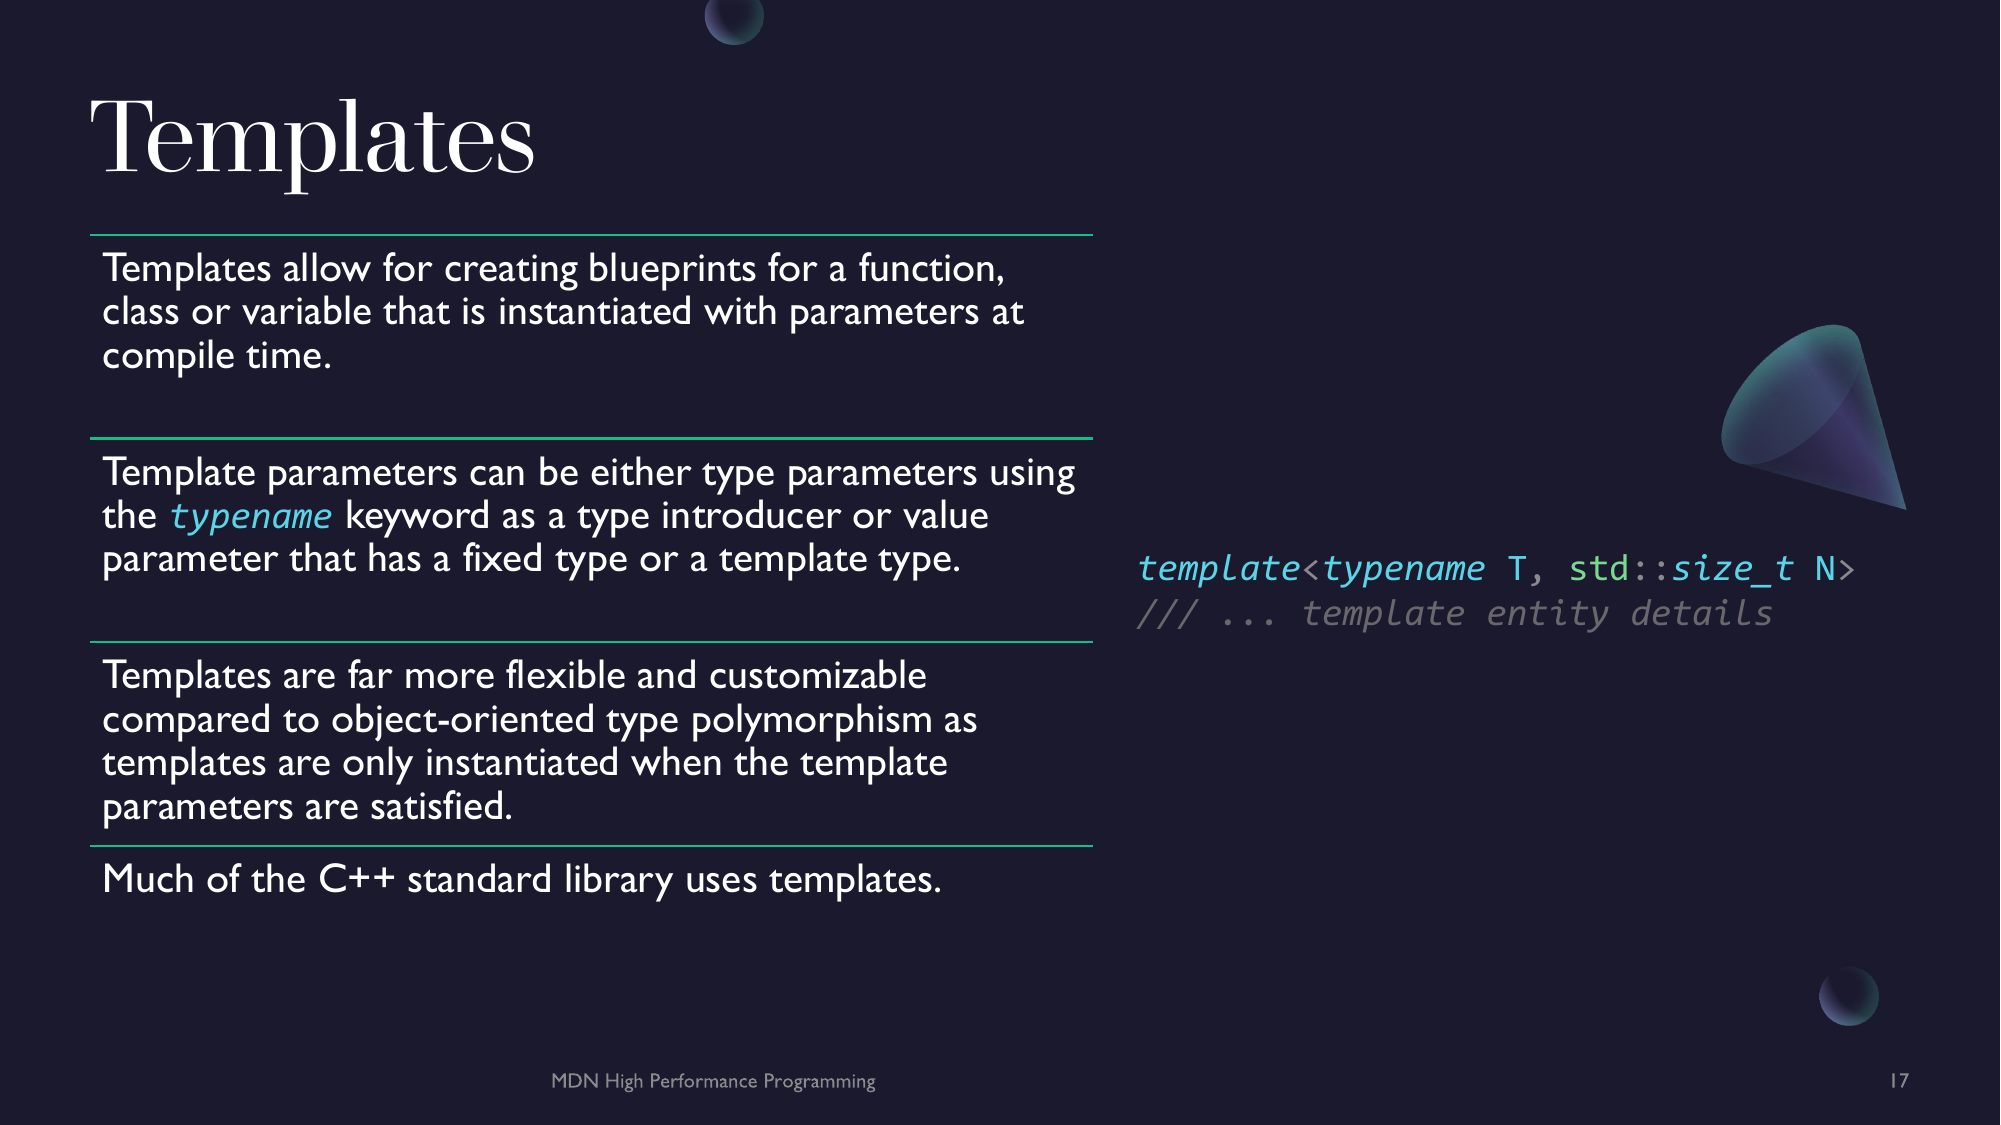 Templates
Templates allow for creating blueprints for a function,
class or variable that is instantiated with parameters at
compile time.
Template parameters can be either type parameters using
the typename keyword as a type introducer or value
parameter that has a fixed type or a template type.
Templates are far more flexible and customizable
compared to object-oriented type polymorphism as
templates are only instantiated when the template
parameters are satisfied.
Much of the C++ standard library uses templates.
template<typename T, std::size_t N>
/// ... template entity details
MDN High Performance Programming
17